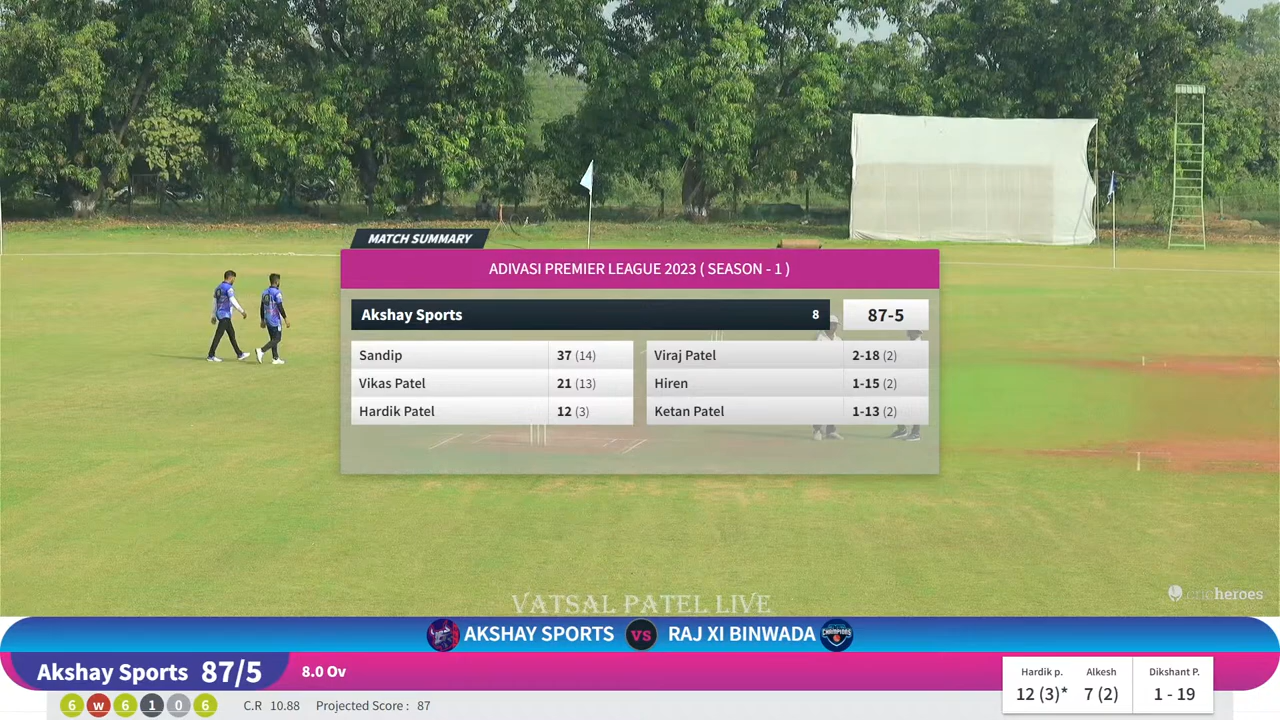 MATCH SUMMARY
ADIVASI PREMIER LEAGUE 2023 ( SEASON - 1 )
Akshay Sports 8 87-5
Sandip 37 (14) Viraj Patel 2-18 (2)
Vikas Patel 21 (13) Hiren 1-15 (2)
Hardik Patel 12 (3) Ketan Patel 1-13 (2)
cricheroes
VATSAL PATEL LIVE
AKSHAY SPORTS VS RAJ XI BINWADA CHAMPIONS
Akshay Sports 87/5 8.0 Ov
Hardik p. Alkesh Dikshant P.
12 (3)* 7 (2) 1 - 19
6 w 6 1 0 6 C.R 10.88 Projected Score : 87